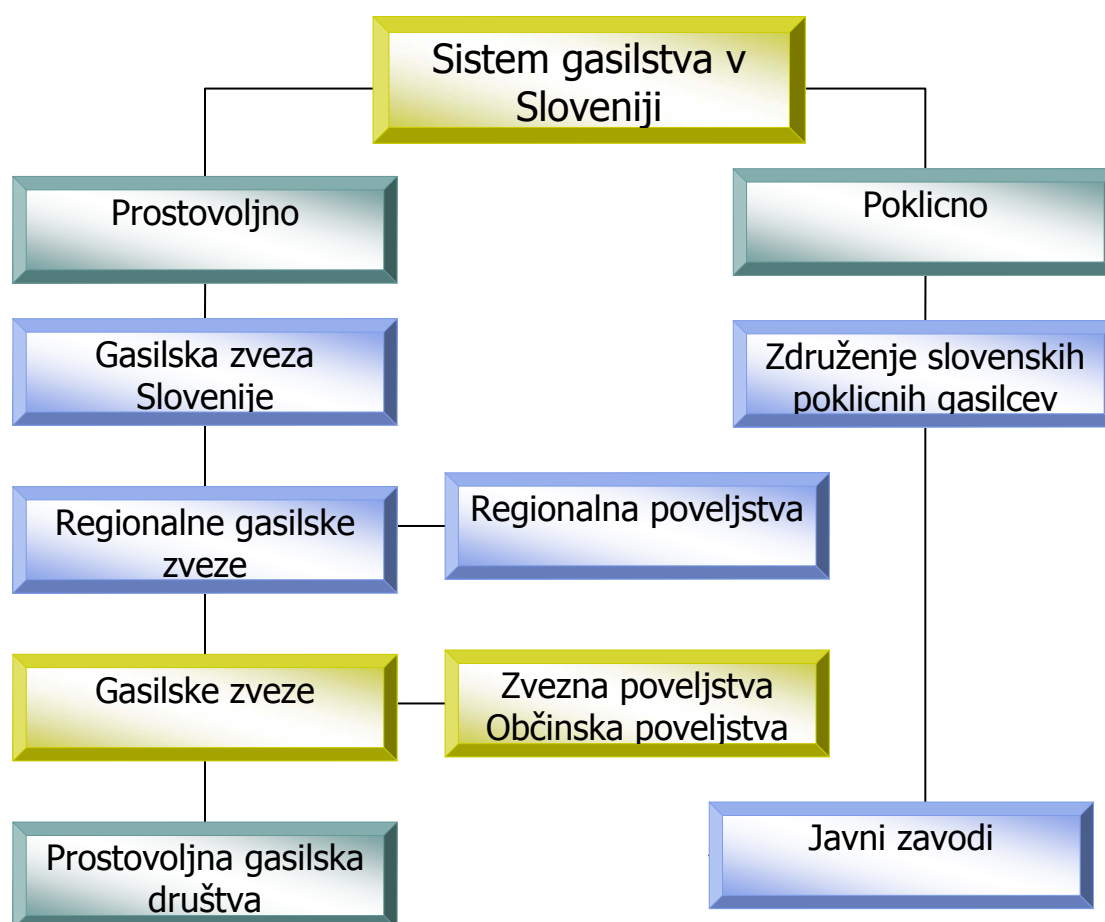 Sistem gasilstva v
Sloveniji
Prostovoljno
Poklicno
Gasilska zveza
Slovenije
Združenje slovenskih
poklicnih gasilcev
Regionalne gasilske
zveze
Regionalna poveljstva
Gasilske zveze
Zvezna poveljstva
Občinska poveljstva
Prostovoljna gasilska
društva
Javni zavodi